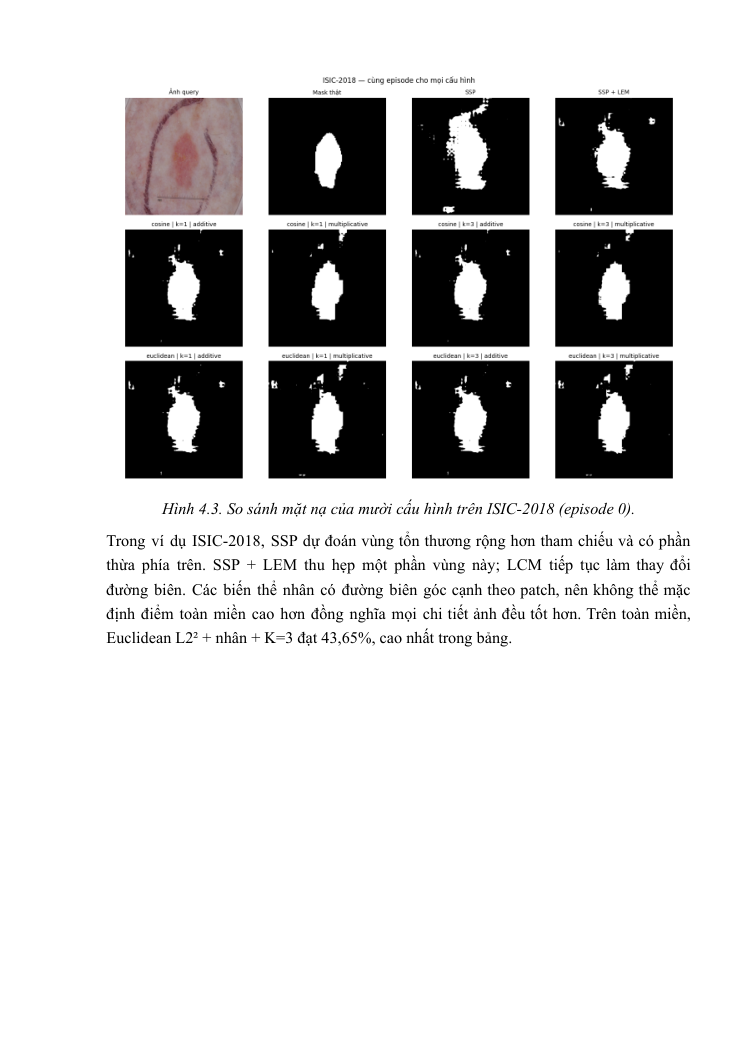 ISIC-2018 — cùng episode cho mọi cấu hình
Ảnh query
Mask thật
SSP
SSP + LEM
cosine | k=1 | additive
cosine | k=1 | multiplicative
cosine | k=3 | additive
cosine | k=3 | multiplicative
euclidean | k=1 | additive
euclidean | k=1 | multiplicative
euclidean | k=3 | additive
euclidean | k=3 | multiplicative
Hình 4.3. So sánh mặt nạ của mười cấu hình trên ISIC-2018 (episode 0).
Trong ví dụ ISIC-2018, SSP dự đoán vùng tổn thương rộng hơn tham chiếu và có phần
thừa phía trên. SSP + LEM thu hẹp một phần vùng này; LCM tiếp tục làm thay đổi
đường biên. Các biến thể nhân có đường biên góc cạnh theo patch, nên không thể mặc
định điểm toàn miền cao hơn đồng nghĩa mọi chi tiết ảnh đều tốt hơn. Trên toàn miền,
Euclidean L2² + nhân + K=3 đạt 43,65%, cao nhất trong bảng.